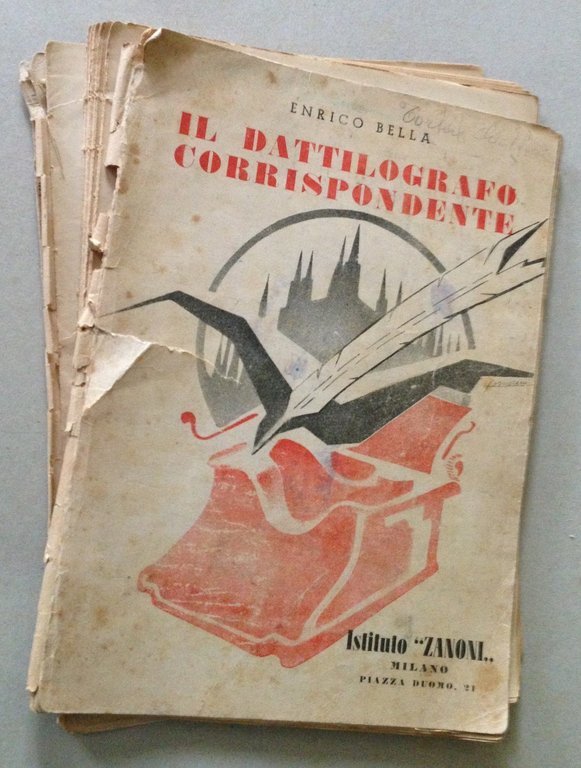 ENRICO BELLA
IL DATTILOGRAFO
CORRISPONDENTE
Istituto "ZANONI„
MILANO
PIAZZA DUOMO, 21